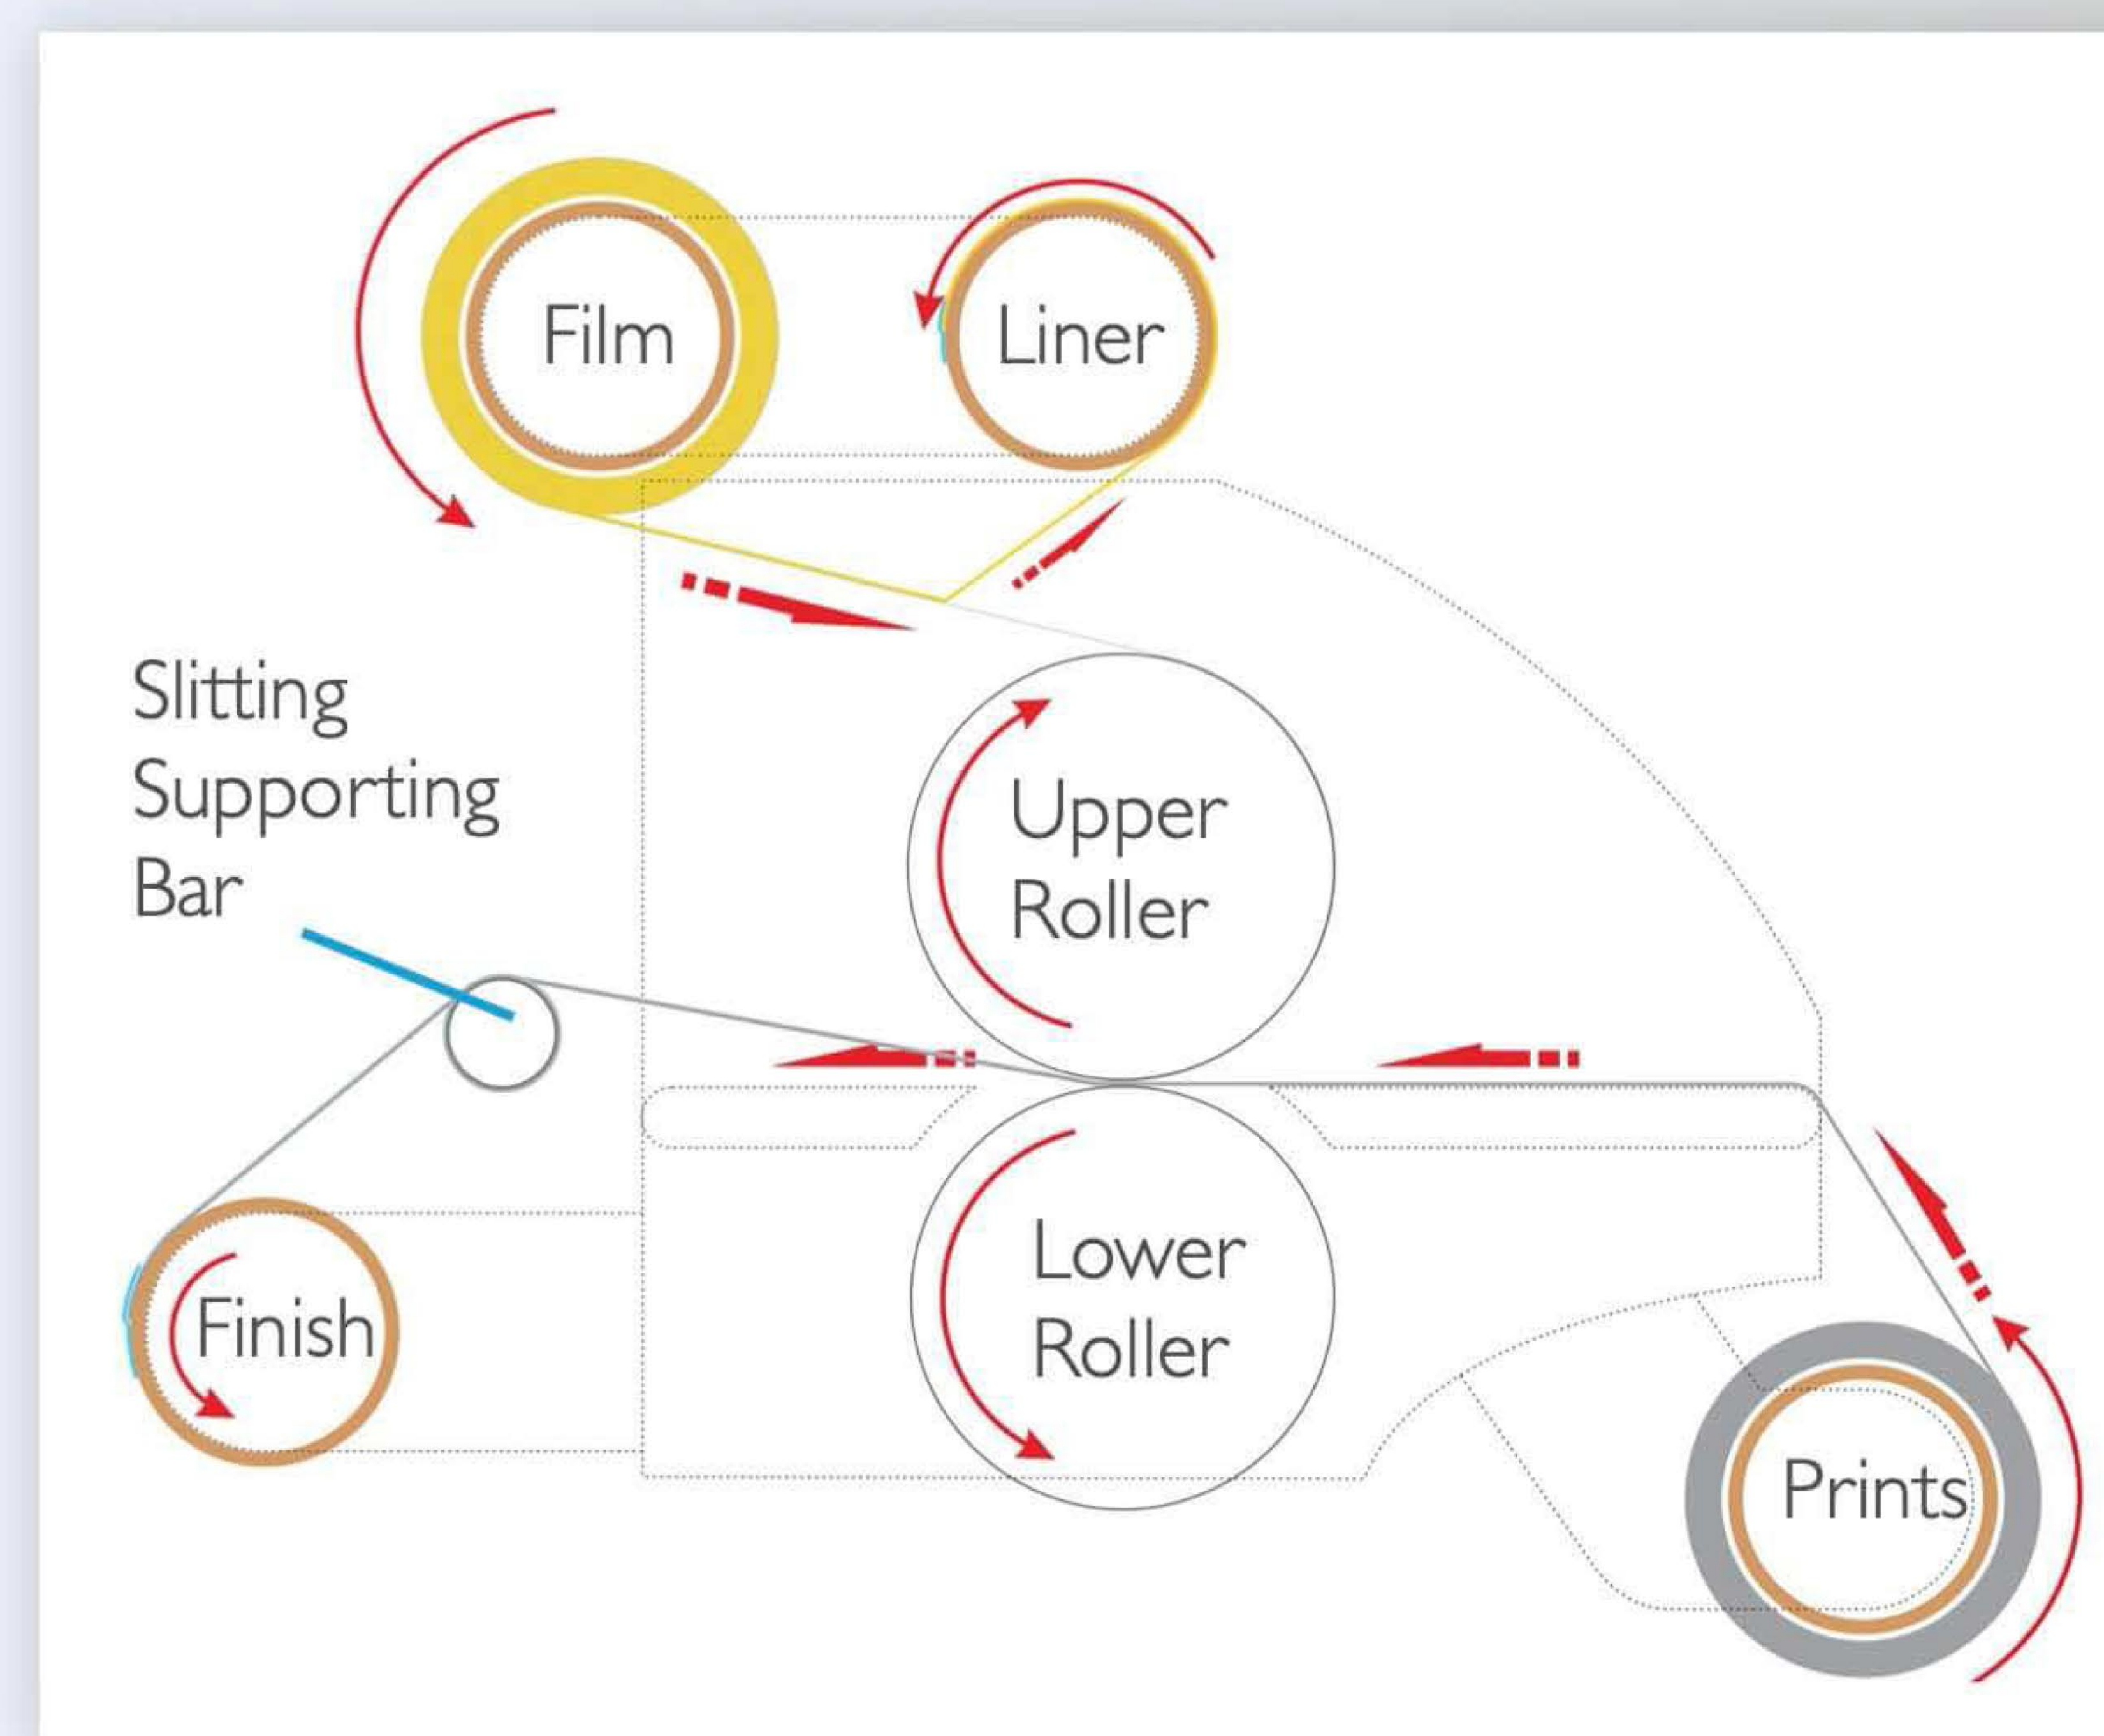 Film
Liner
Slitting
Supporting
Bar
Upper
Roller
Lower
Roller
Finish
Prints